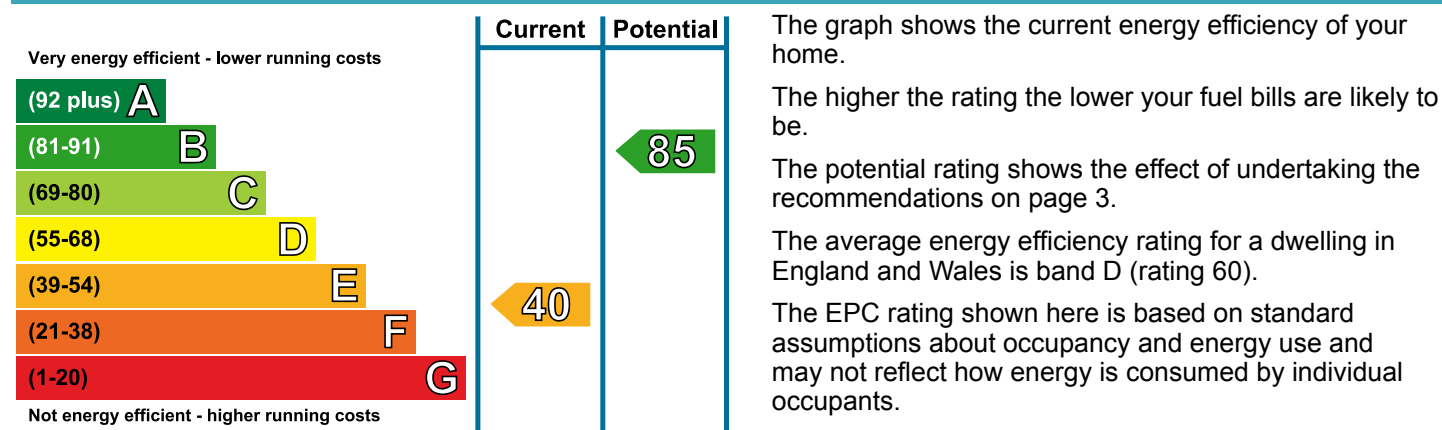 Current Potential
Very energy efficient - lower running costs
(92 plus) A
(81-91) B
(69-80) C
(55-68) D
(39-54) E
(21-38) F
(1-20) G
Not energy efficient - higher running costs
85
40
The graph shows the current energy efficiency of your
home.
The higher the rating the lower your fuel bills are likely to
be.
The potential rating shows the effect of undertaking the
recommendations on page 3.
The average energy efficiency rating for a dwelling in
England and Wales is band D (rating 60).
The EPC rating shown here is based on standard
assumptions about occupancy and energy use and
may not reflect how energy is consumed by individual
occupants.